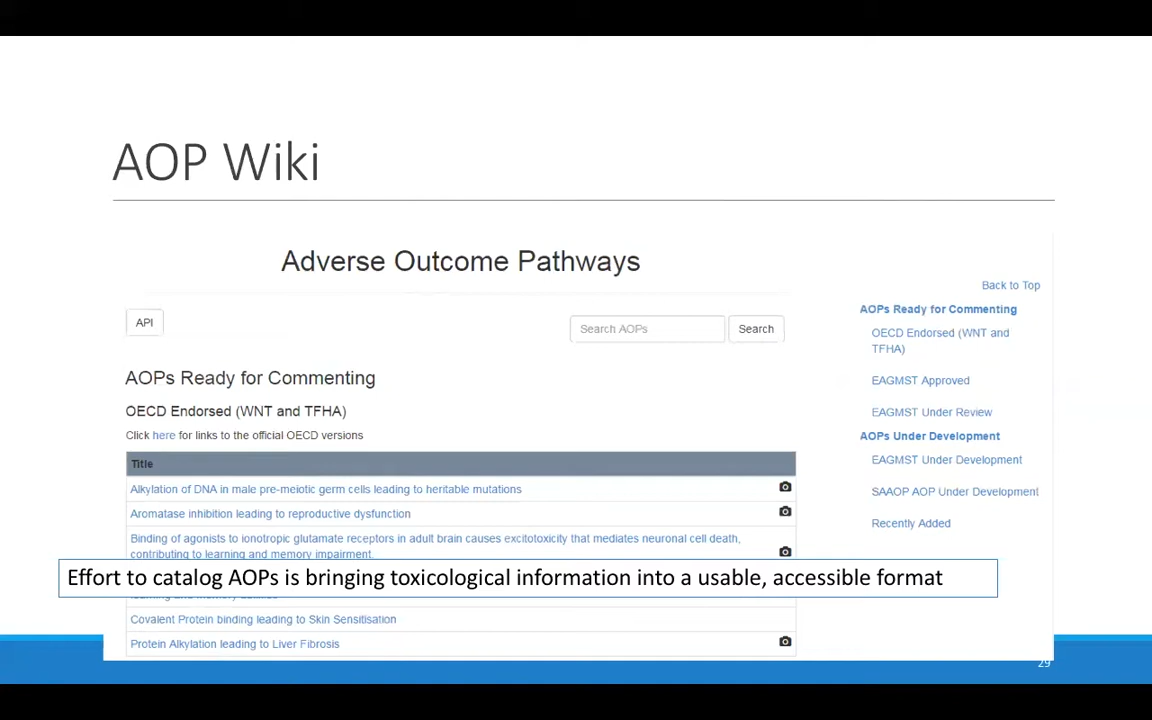 AOP Wiki
Adverse Outcome Pathways
Back to Top
API
Search AOPs
Search
AOPs Ready for Commenting
OECD Endorsed (WNT and
TFHA)
EAGMST Approved
EAGMST Under Review
AOPs Under Development
EAGMST Under Development
SAAOP AOP Under Development
Recently Added
AOPs Ready for Commenting
OECD Endorsed (WNT and TFHA)
Click here for links to the official OECD versions
Title
Alkylation of DNA in male pre-meiotic germ cells leading to heritable mutations
Aromatase inhibition leading to reproductive dysfunction
Binding of agonists to ionotropic glutamate receptors in adult brain causes excitotoxicity that mediates neuronal cell death,
contributing to learning and memory impairment.
Effort to catalog AOPs is bringing toxicological information into a usable, accessible format
Covalent Protein binding leading to Skin Sensitisation
Protein Alkylation leading to Liver Fibrosis
29